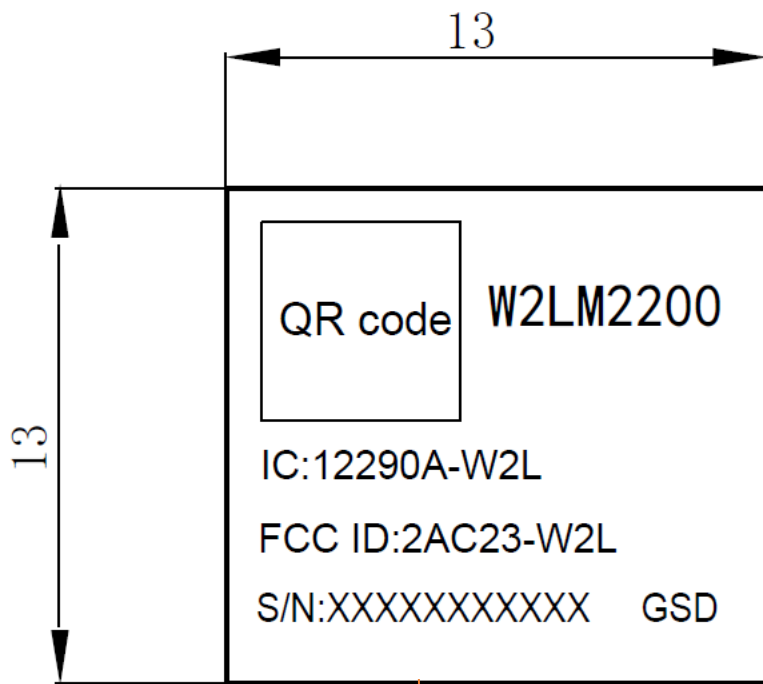 13
13
QR code
W2LM2200
IC:12290A-W2L
FCC ID:2AC23-W2L
S/N:XXXXXXXXXXX GSD